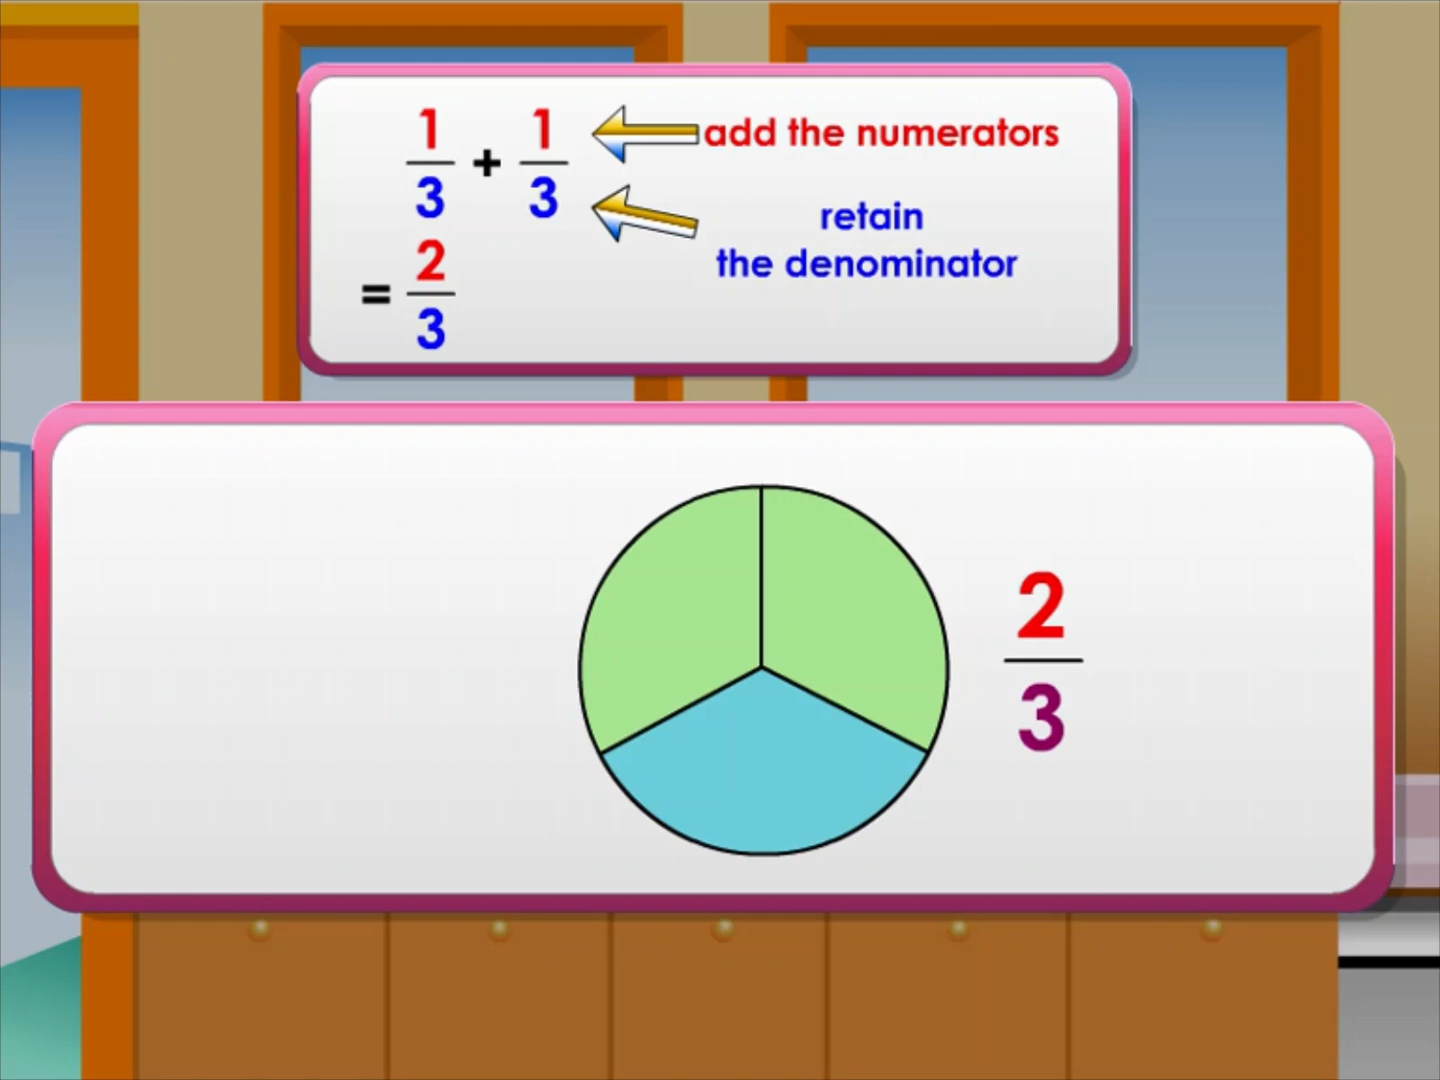 1/3 + 1/3 add the numerators
retain
the denominator
= 2/3
2/3